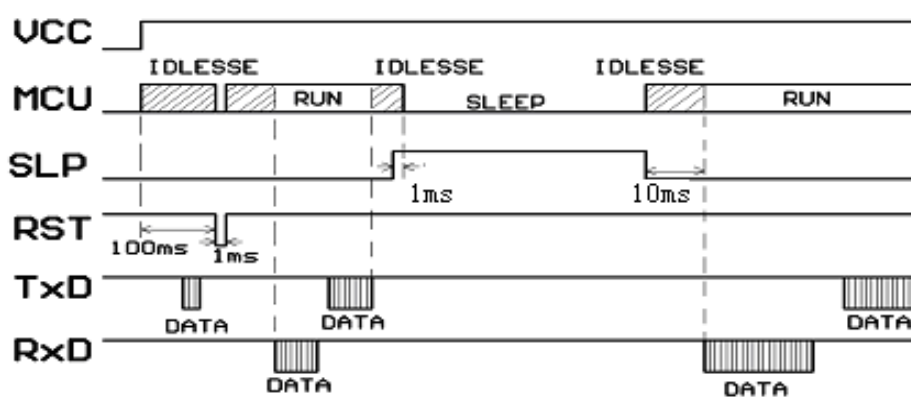 VCC
IDLESSE IDLESSE IDLESSE
MCU RUN SLEEP RUN
SLP 1ms 10ms
RST
100ms 1ms
TxD
DATA DATA DATA
RxD
DATA DATA